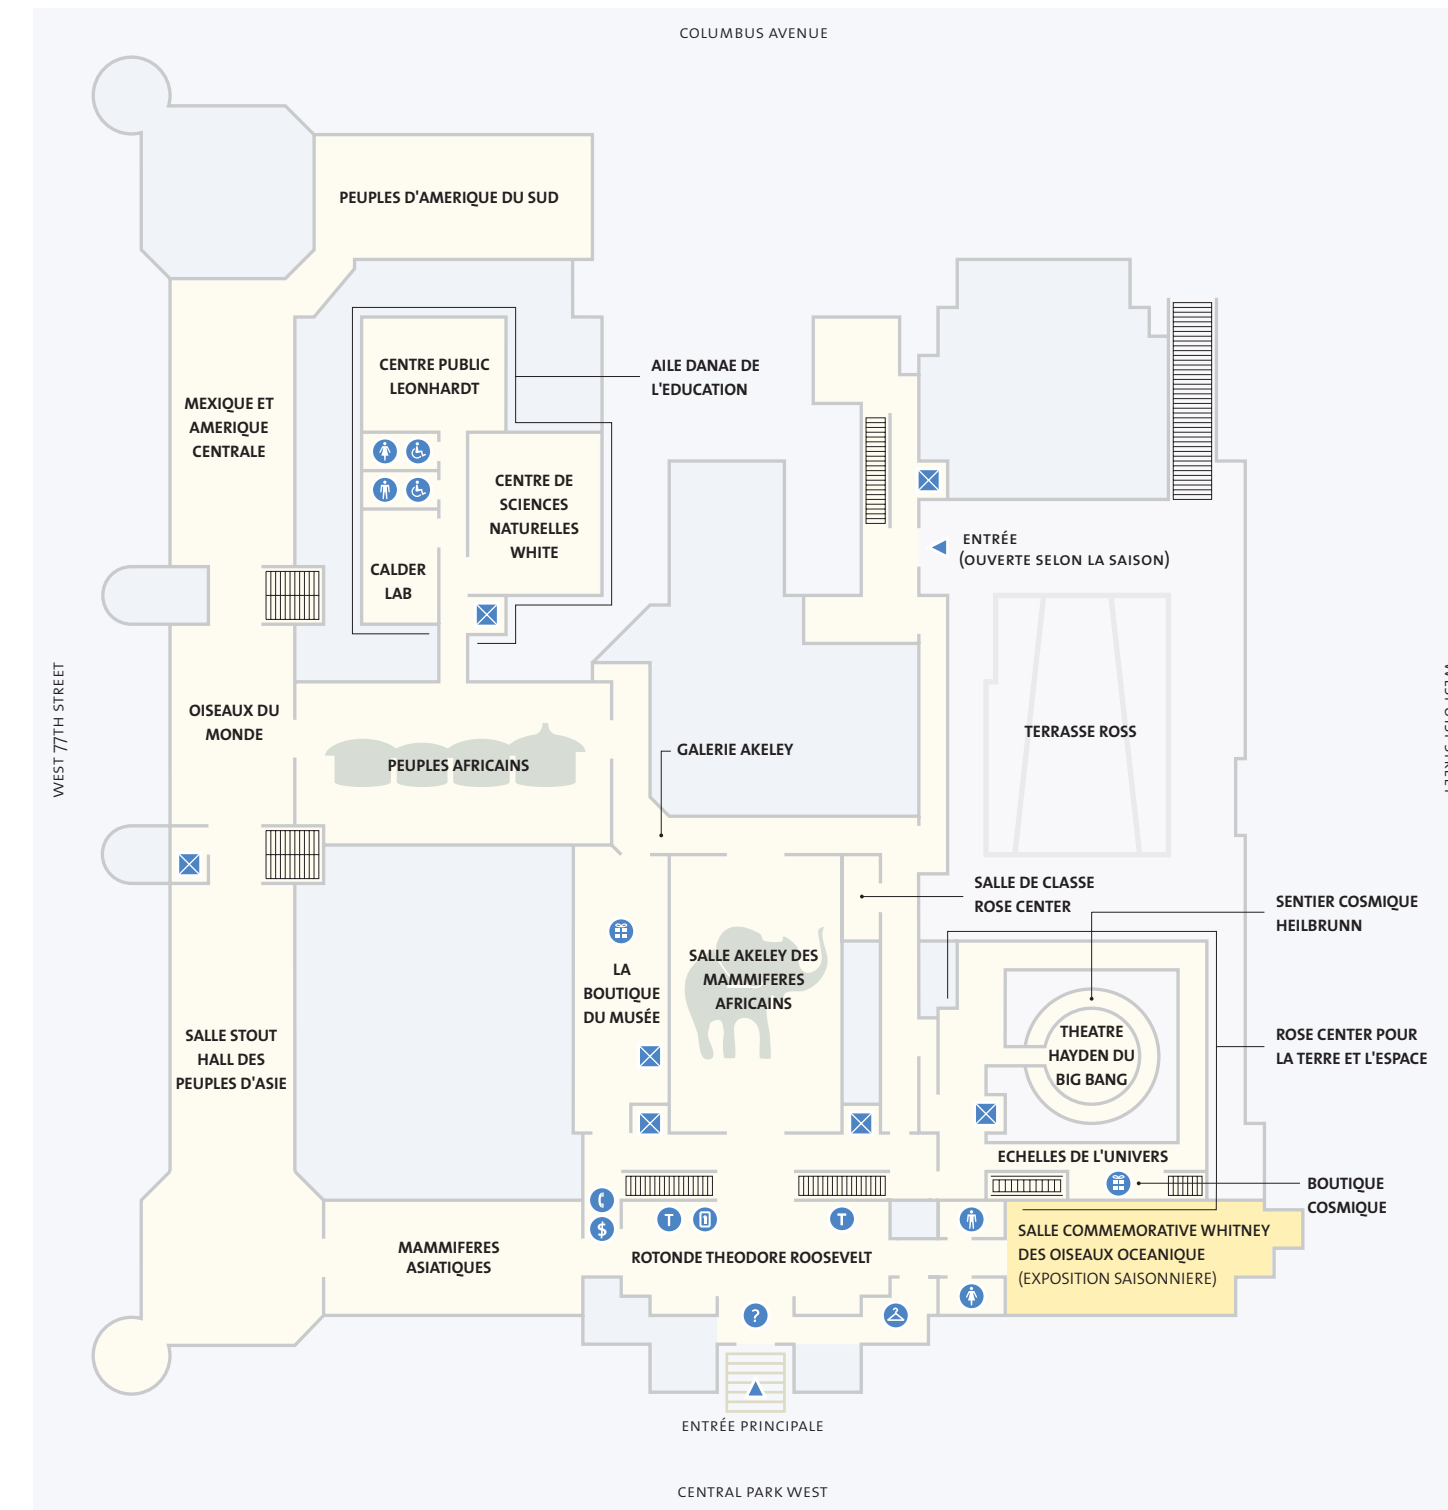 COLUMBUS AVENUE
PEUPLES D'AMERIQUE DU SUD
CENTRE PUBLIC
LEONHARDT
AILE DANAE DE
L'EDUCATION
MEXIQUE ET
AMERIQUE
CENTRALE
CENTRE DE
SCIENCES
NATURELLES
WHITE
CALDER
LAB
ENTRÉE
(OUVERTE SELON LA SAISON)
WEST 77TH STREET
OISEAUX DU
MONDE
PEUPLES AFRICAINS
GALERIE AKELEY
TERRASSE ROSS
SALLE DE CLASSE
ROSE CENTER
SENTIER COSMIQUE
HEILBRUNN
LA
BOUTIQUE
DU MUSÉE
SALLE AKELEY DES
MAMMIFERES
AFRICAINS
SALLE STOUT
HALL DES
PEUPLES D'ASIE
THEATRE
HAYDEN DU
BIG BANG
ROSE CENTER POUR
LA TERRE ET L'ESPACE
ECHELLES DE L'UNIVERS
BOUTIQUE
COSMIQUE
$
T
T
MAMMIFERES
ASIATIQUES
ROTONDE THEODORE ROOSEVELT
SALLE COMMEMORATIVE WHITNEY
DES OISEAUX OCEANIQUE
(EXPOSITION SAISONNIERE)
?
ENTRÉE PRINCIPALE
CENTRAL PARK WEST